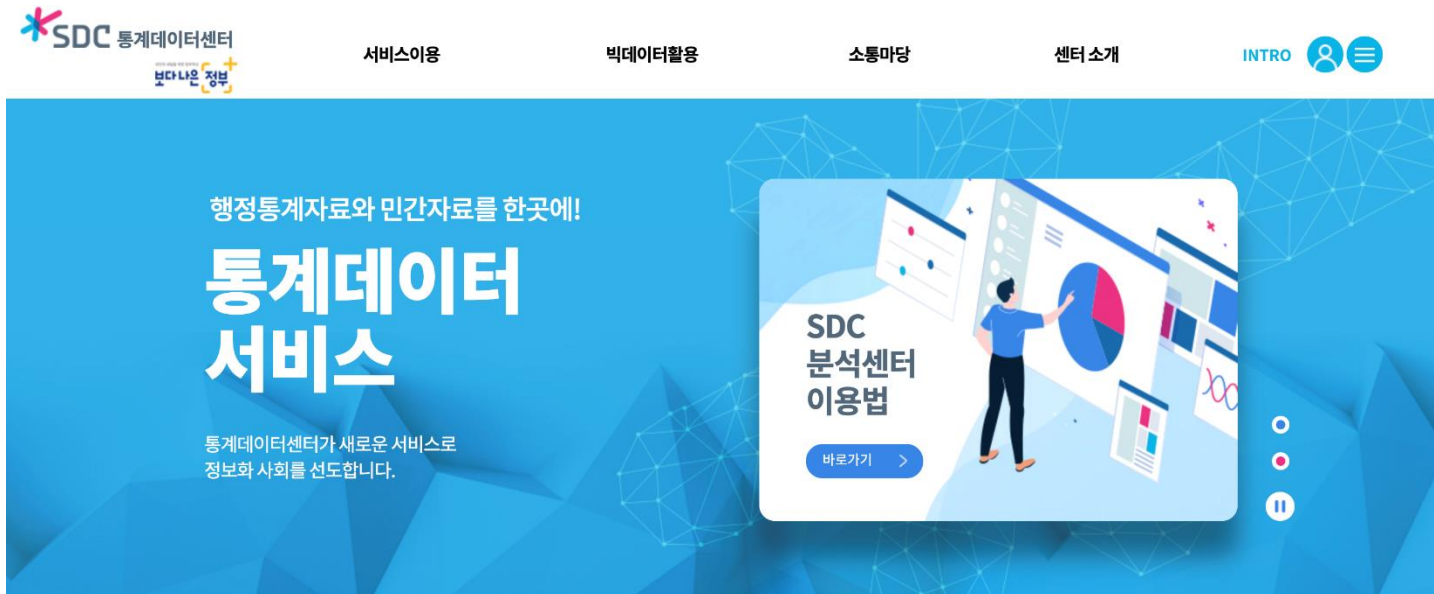 SDC 통계데이터센터
보다나은 정부
서비스이용
빅데이터활용
소통마당
센터 소개
INTRO
행정통계자료와 민간자료를 한곳에!
통계데이터
서비스
통계데이터센터가 새로운 서비스로
정보화 사회를 선도합니다.
SDC
분석센터
이용법
바로가기